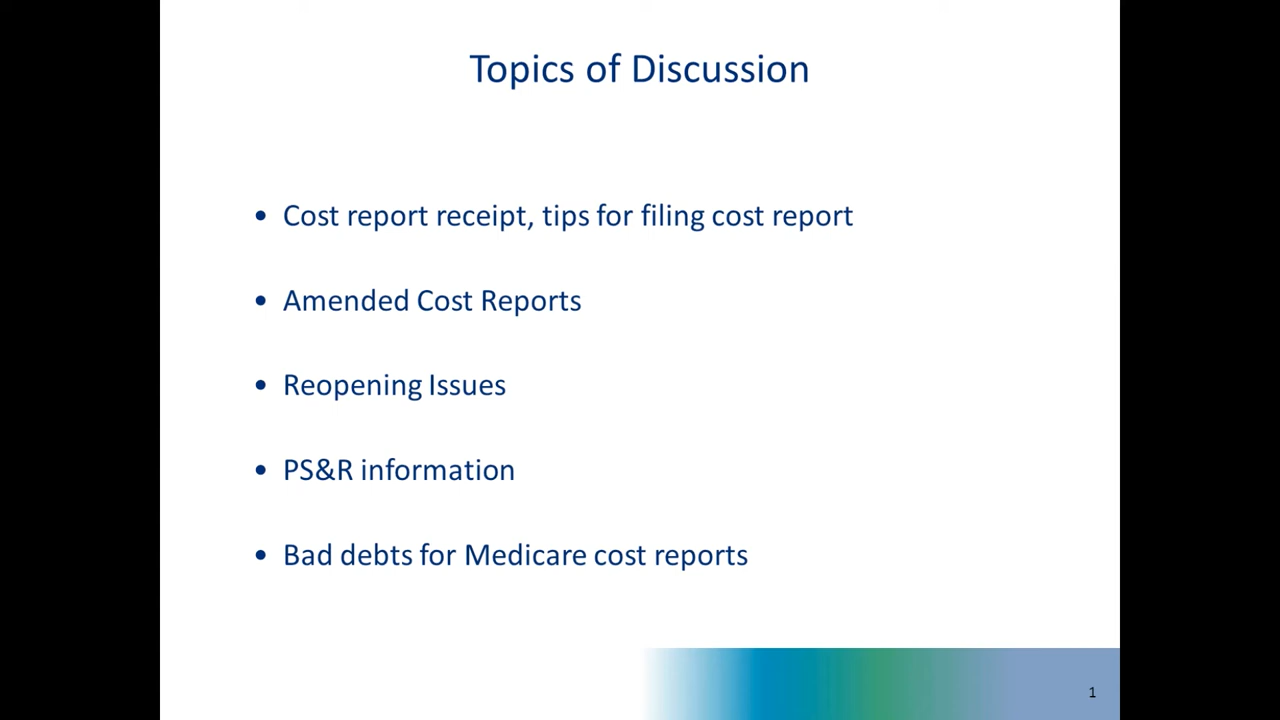 Topics of Discussion
• Cost report receipt, tips for filing cost report
• Amended Cost Reports
• Reopening Issues
• PS&R information
• Bad debts for Medicare cost reports
1